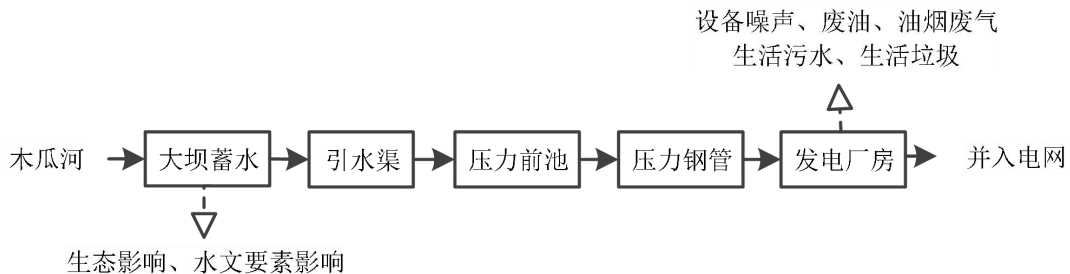 设备噪声、废油、油烟废气
生活污水、生活垃圾
木瓜河
大坝蓄水
引水渠
压力前池
压力钢管
发电厂房
并入电网
生态影响、水文要素影响